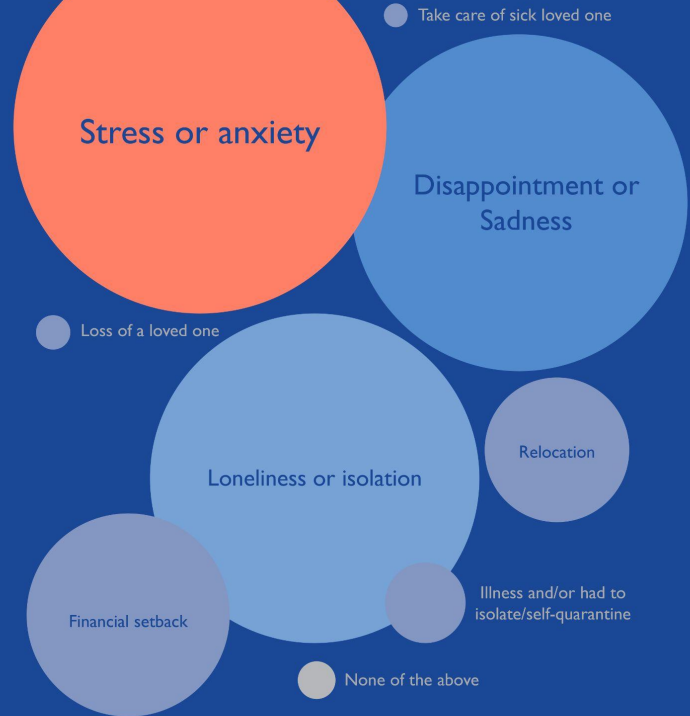 Take care of sick loved one
Stress or anxiety
Disappointment or
Sadness
Loss of a loved one
Relocation
Loneliness or isolation
Illness and/or had to
isolate/self-quarantine
Financial setback
None of the above